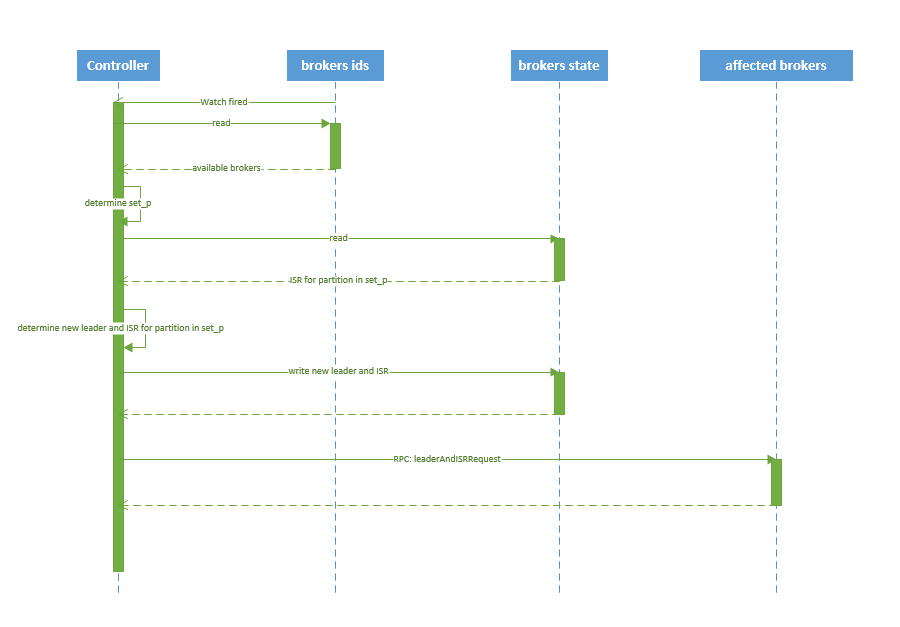 Controller
brokers ids
brokers state
affected brokers
Watch fired
read
available brokers
determine set_p
read
ISR for partition in set_p
determine new leader and ISR for partition in set_p
write new leader and ISR
RPC: leaderAndISRRequest